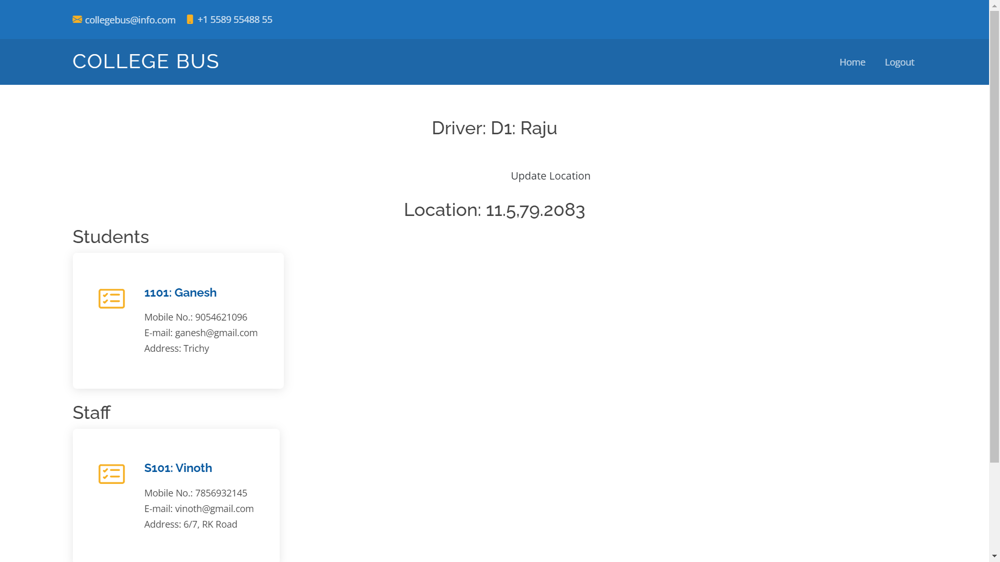 collegebus@info.com +1 5589 55488 55
COLLEGE BUS
Home Logout
Driver: D1: Raju
Update Location
Location: 11.5,79.2083
Students
1101: Ganesh
Mobile No.: 9054621096
E-mail: ganesh@gmail.com
Address: Trichy
Staff
S101: Vinoth
Mobile No.: 7856932145
E-mail: vinoth@gmail.com
Address: 6/7, RK Road